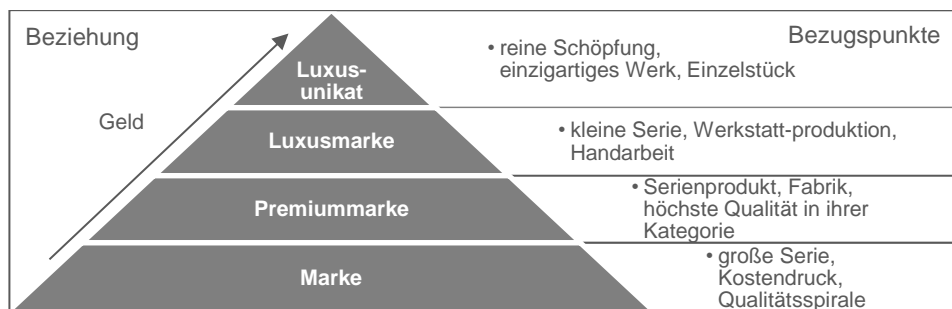 Beziehung
Bezugspunkte
• reine Schöpfung,
einzigartiges Werk, Einzelstück
Luxus-
unikat
Geld
• kleine Serie, Werkstatt-produktion,
Handarbeit
Luxusmarke
• Serienprodukt, Fabrik,
höchste Qualität in ihrer
Kategorie
Premiummarke
• große Serie,
Kostendruck,
Qualitätsspirale
Marke